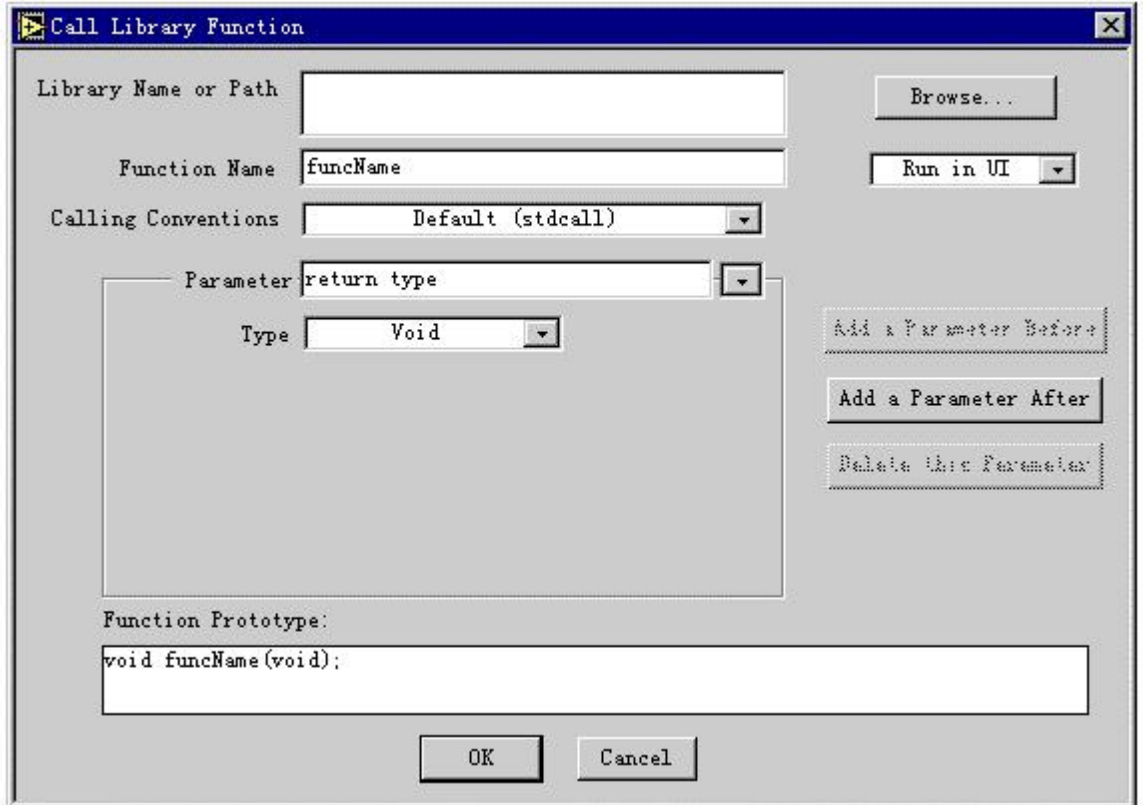 Call Library Function
Library Name or Path
Browse...
Function Name
funcName
Run in UI
Calling Conventions
Default (stdcall)
Parameter
return type
Type
Void
Add a Parameter Before
Add a Parameter After
Delete this Parameter
Function Prototype:
void funcName(void);
OK
Cancel